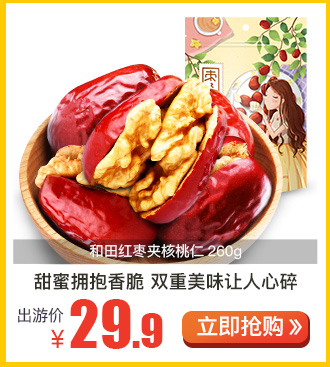 枣
和田红枣夹核桃仁 260g
甜蜜拥抱香脆 双重美味让人心碎
出游价
¥29.9
立即抢购 »